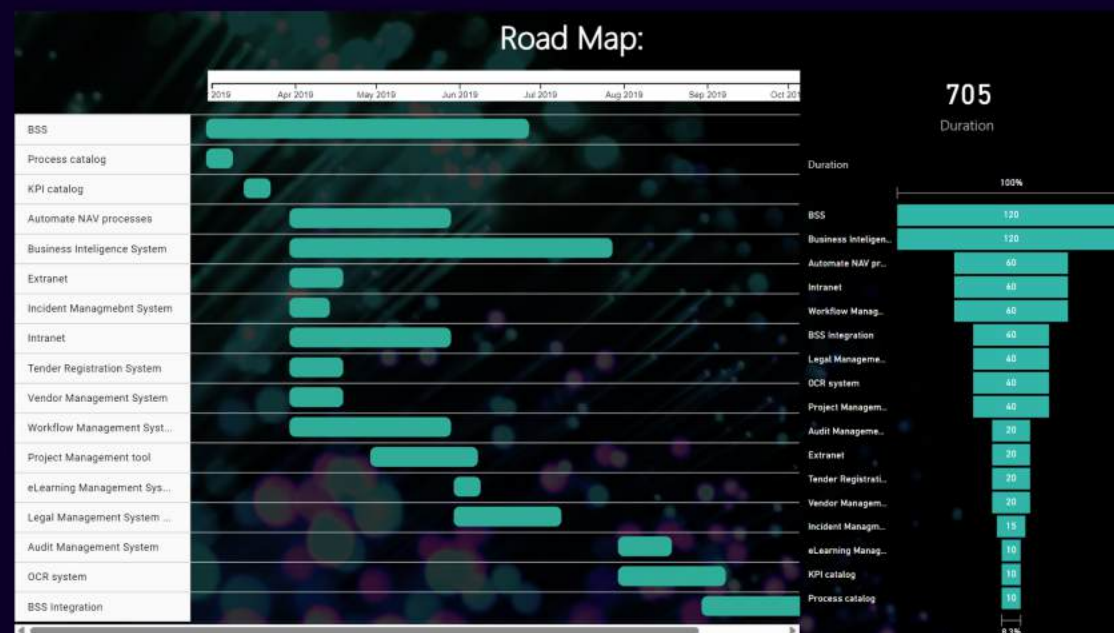 Road Map:
2019 Apr 2019 May 2019 Jun 2019 Jul 2019 Aug 2019 Sep 2019 Oct 201
BSS
Process catalog
KPI catalog
Automate NAV processes
Business Inteligence System
Extranet
Incident Managmebnt System
Intranet
Tender Registration System
Vendor Management System
Workflow Management Syst...
Project Management tool
eLearning Management Sys...
Legal Management System ...
Audit Management System
OCR system
BSS Integration
705
Duration
Duration
100%
BSS 120
Business Inteligen... 120
Automate NAV pr... 60
Intranet 60
Workflow Manag... 60
BSS Integration 40
Legal Manageme... 40
OCR system 40
Project Managem... 40
Audit Manageme... 20
Extranet 20
Tender Registrati... 20
Vendor Managem... 20
Incident Managm... 15
eLearning Manag... 10
KPI catalog 10
Process catalog 10
8.3%